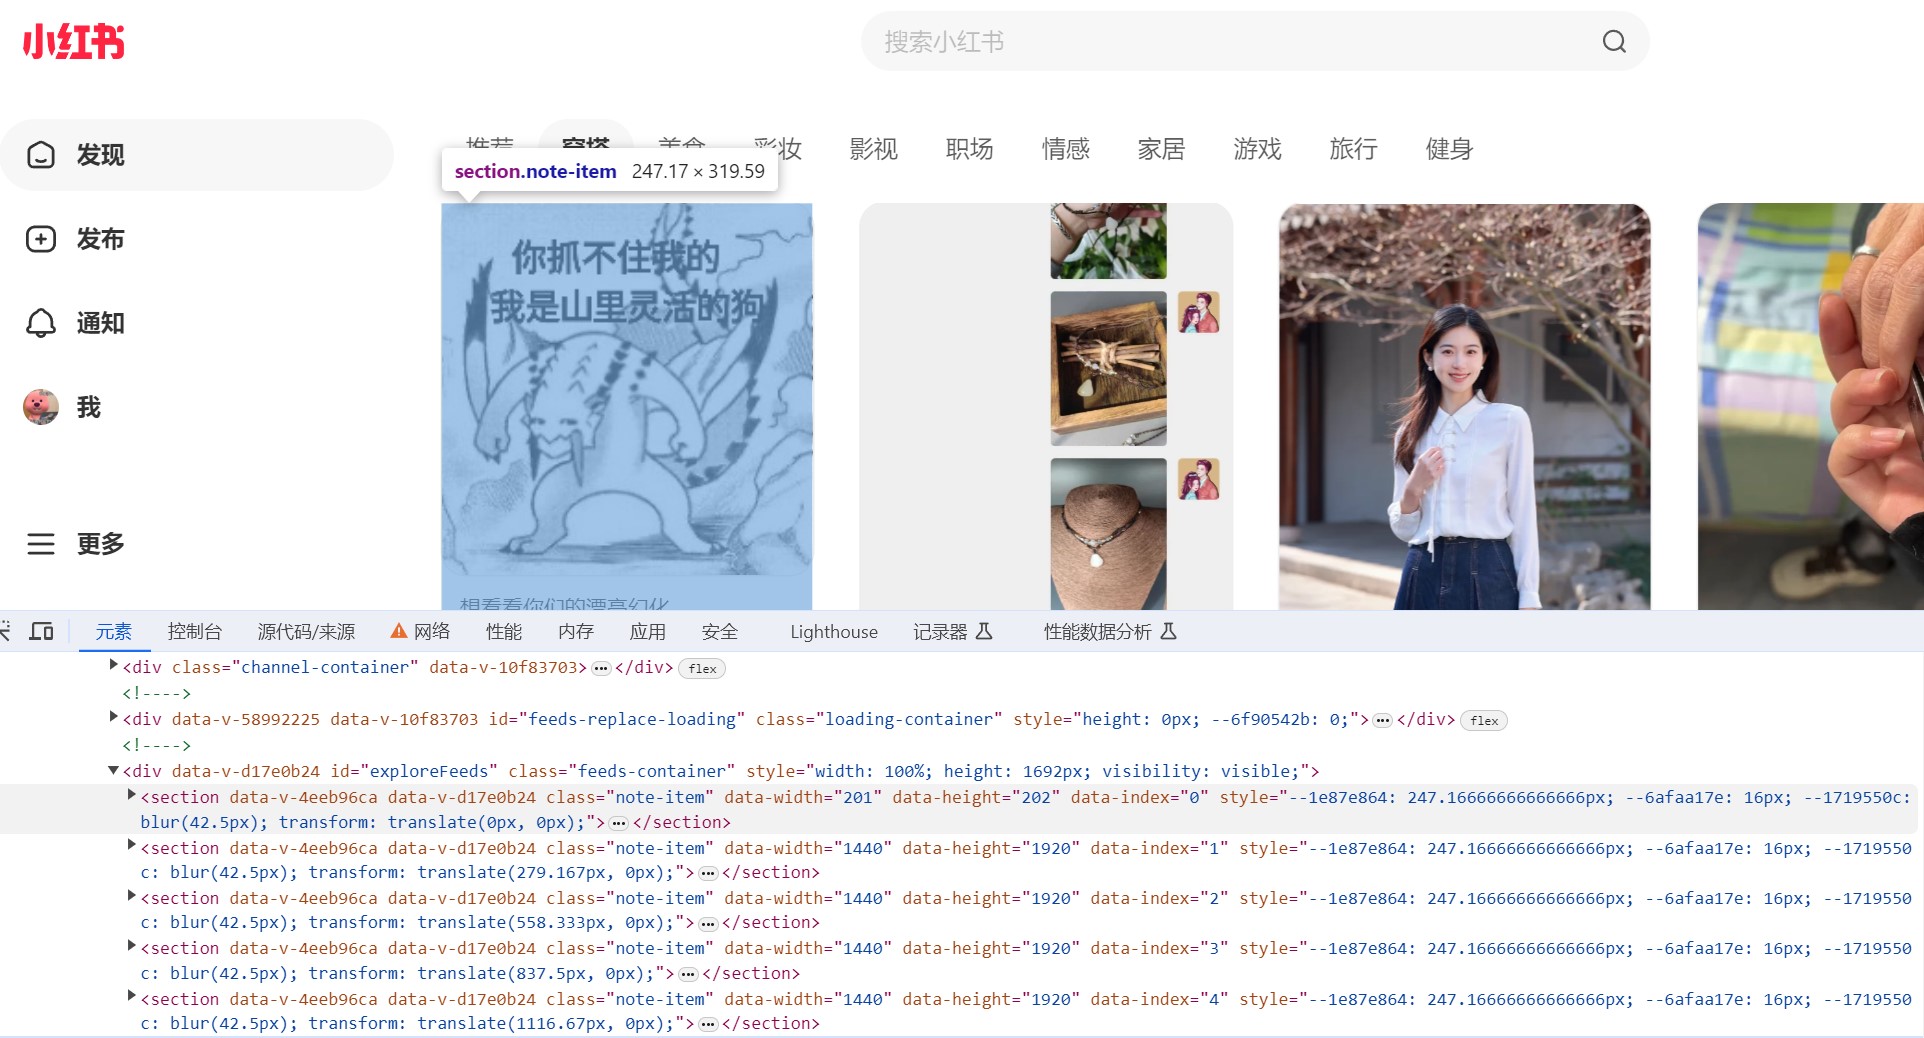 小红书
搜索小红书
发现
发布
通知
我
更多
推荐 穿搭 美食 彩妆 影视 职场 情感 家居 游戏 旅行 健身
section.note-item 247.17 × 319.59
你抓不住我的
我是山里灵活的狗
想看看你们的漂亮幻化
元素 控制台 源代码/来源 网络 性能 内存 应用 安全 Lighthouse 记录器 性能数据分析
<div class="channel-container" data-v-10f83703>…</div> flex
<!---->
<div data-v-58992225 data-v-10f83703 id="feeds-replace-loading" class="loading-container" style="height: 0px; --6f90542b: 0;">…</div> flex
<!---->
<div data-v-d17e0b24 id="exploreFeeds" class="feeds-container" style="width: 100%; height: 1692px; visibility: visible;">
<section data-v-4eeb96ca data-v-d17e0b24 class="note-item" data-width="201" data-height="202" data-index="0" style="--1e87e864: 247.16666666666666px; --6afaa17e: 16px; --1719550c:
blur(42.5px); transform: translate(0px, 0px);">…</section>
<section data-v-4eeb96ca data-v-d17e0b24 class="note-item" data-width="1440" data-height="1920" data-index="1" style="--1e87e864: 247.16666666666666px; --6afaa17e: 16px; --1719550
c: blur(42.5px); transform: translate(279.167px, 0px);">…</section>
<section data-v-4eeb96ca data-v-d17e0b24 class="note-item" data-width="1440" data-height="1920" data-index="2" style="--1e87e864: 247.16666666666666px; --6afaa17e: 16px; --1719550
c: blur(42.5px); transform: translate(558.333px, 0px);">…</section>
<section data-v-4eeb96ca data-v-d17e0b24 class="note-item" data-width="1440" data-height="1920" data-index="3" style="--1e87e864: 247.16666666666666px; --6afaa17e: 16px; --1719550
c: blur(42.5px); transform: translate(837.5px, 0px);">…</section>
<section data-v-4eeb96ca data-v-d17e0b24 class="note-item" data-width="1440" data-height="1920" data-index="4" style="--1e87e864: 247.16666666666666px; --6afaa17e: 16px; --1719550
c: blur(42.5px); transform: translate(1116.67px, 0px);">…</section>